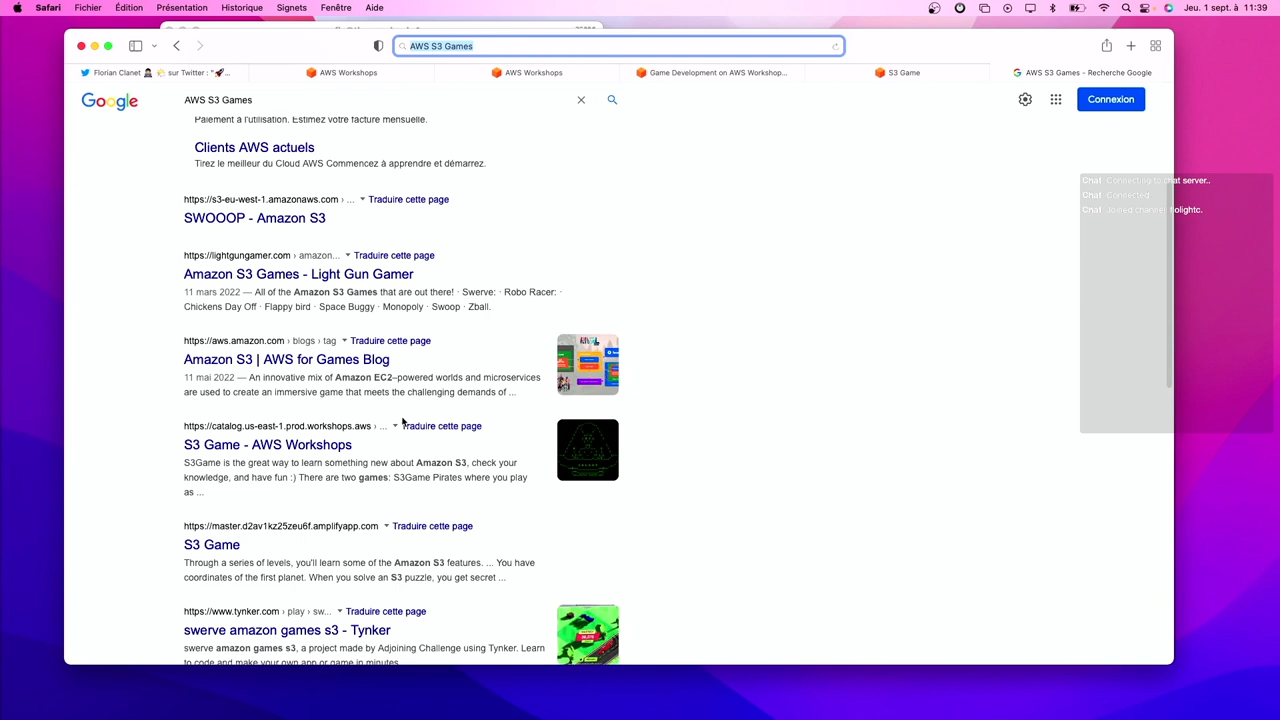 Safari Fichier Édition Présentation Historique Signets Fenêtre Aide Jeu. 1 sept. à 11:39
AWS S3 Games
Florian Clanet sur Twitter : "🚀...
AWS Workshops
AWS Workshops
Game Development on AWS Workshop...
S3 Game
AWS S3 Games - Recherche Google
Google
AWS S3 Games
Connexion
Paiement à l'utilisation. Estimez votre facture mensuelle.
Clients AWS actuels
Tirez le meilleur du Cloud AWS Commencez à apprendre et démarrez.
https://s3-eu-west-1.amazonaws.com › ... Traduire cette page
SWOOOP - Amazon S3
https://lightgungamer.com › amazon... Traduire cette page
Amazon S3 Games - Light Gun Gamer
11 mars 2022 — All of the Amazon S3 Games that are out there! · Swerve: · Robo Racer: ·
Chickens Day Off · Flappy bird · Space Buggy · Monopoly · Swoop · Zball.
https://aws.amazon.com › blogs › tag Traduire cette page
Amazon S3 | AWS for Games Blog
11 mai 2022 — An innovative mix of Amazon EC2–powered worlds and microservices
are used to create an immersive game that meets the challenging demands of ...
https://catalog.us-east-1.prod.workshops.aws › ... Traduire cette page
S3 Game - AWS Workshops
S3Game is the great way to learn something new about Amazon S3, check your
knowledge, and have fun :) There are two games: S3Game Pirates where you play
as ...
https://master.d2av1kz25zeu6f.amplifyapp.com Traduire cette page
S3 Game
Through a series of levels, you'll learn some of the Amazon S3 features. ... You have
coordinates of the first planet. When you solve an S3 puzzle, you get secret ...
https://www.tynker.com › play › sw... Traduire cette page
swerve amazon games s3 - Tynker
swerve amazon games s3, a project made by Adjoining Challenge using Tynker. Learn
to code and make your own app or game in minutes.
Chat Connecting to chat server..
Chat Connected
Chat Joined channel